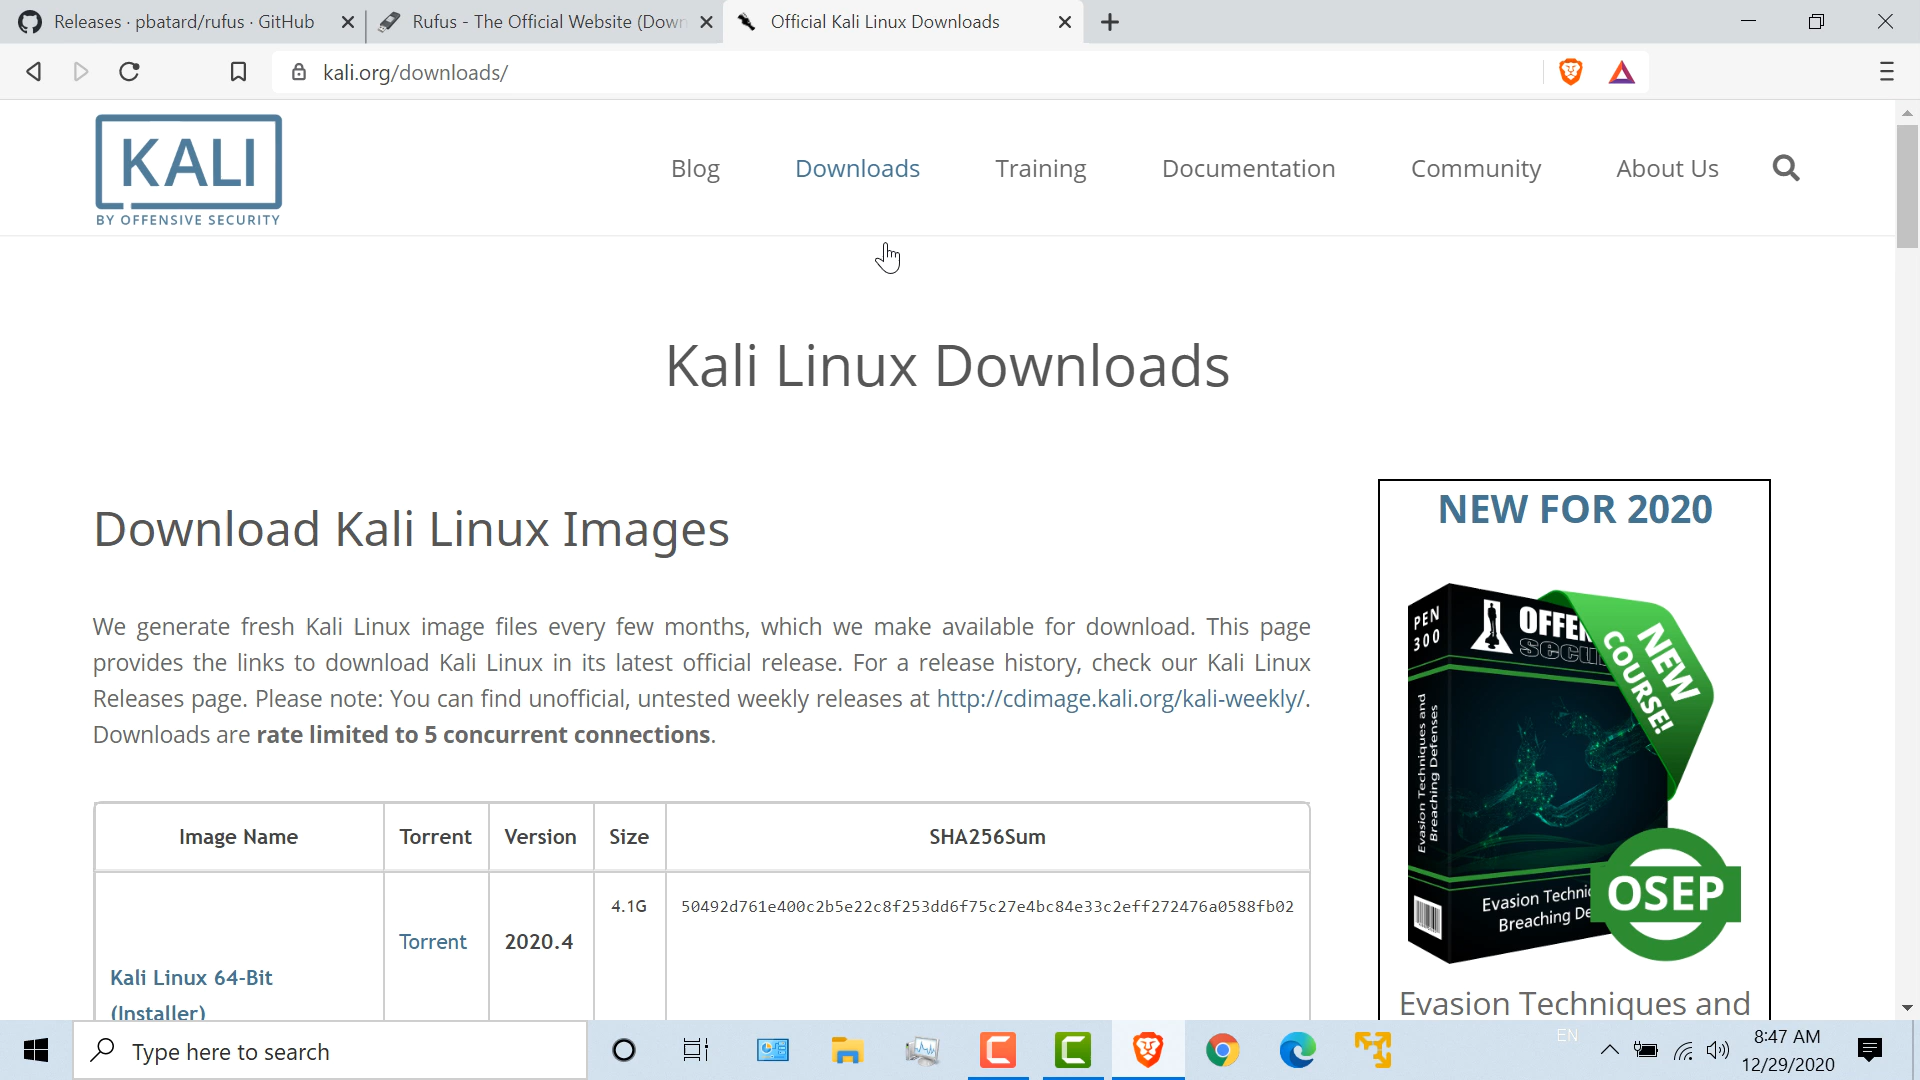 Releases · pbatard/rufus · GitHub
Rufus - The Official Website (Down
Official Kali Linux Downloads
kali.org/downloads/
KALI
BY OFFENSIVE SECURITY
Blog
Downloads
Training
Documentation
Community
About Us
Kali Linux Downloads
Download Kali Linux Images
We generate fresh Kali Linux image files every few months, which we make available for download. This page
provides the links to download Kali Linux in its latest official release. For a release history, check our Kali Linux
Releases page. Please note: You can find unofficial, untested weekly releases at http://cdimage.kali.org/kali-weekly/.
Downloads are rate limited to 5 concurrent connections.
Image Name
Torrent
Version
Size
SHA256Sum
Kali Linux 64-Bit
(Installer)
Torrent
2020.4
4.1G
50492d761e400c2b5e22c8f253dd6f75c27e4bc84e33c2eff272476a0588fb02
NEW FOR 2020
PEN
300
OFFEN
secu
NEW
COURSE!
Evasion Techniques and
Breaching Defenses
Evasion Techni
Breaching De
OSEP
Evasion Techniques and
Type here to search
EN
8:47 AM
12/29/2020